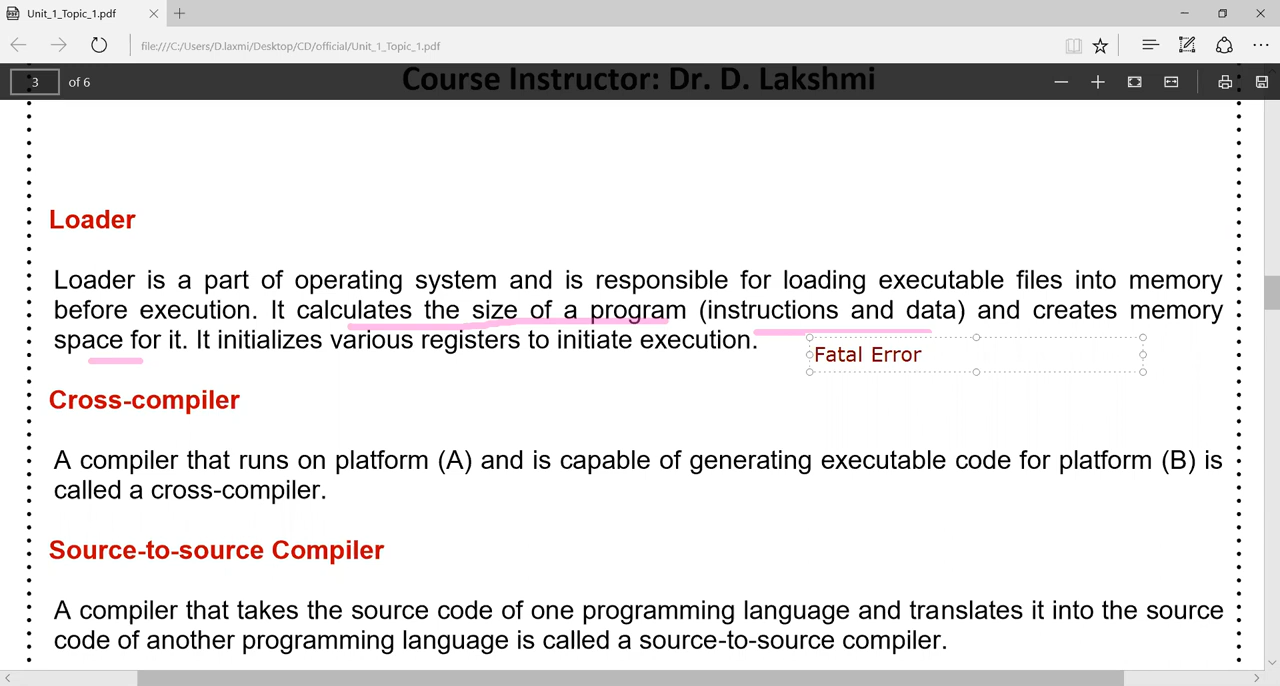 Unit_1_Topic_1.pdf
file:///C:/Users/D.laxmi/Desktop/CD/official/Unit_1_Topic_1.pdf
3 of 6
Course Instructor: Dr. D. Lakshmi
Loader
Loader is a part of operating system and is responsible for loading executable files into memory
before execution. It calculates the size of a program (instructions and data) and creates memory
space for it. It initializes various registers to initiate execution.
Fatal Error
Cross-compiler
A compiler that runs on platform (A) and is capable of generating executable code for platform (B) is
called a cross-compiler.
Source-to-source Compiler
A compiler that takes the source code of one programming language and translates it into the source
code of another programming language is called a source-to-source compiler.